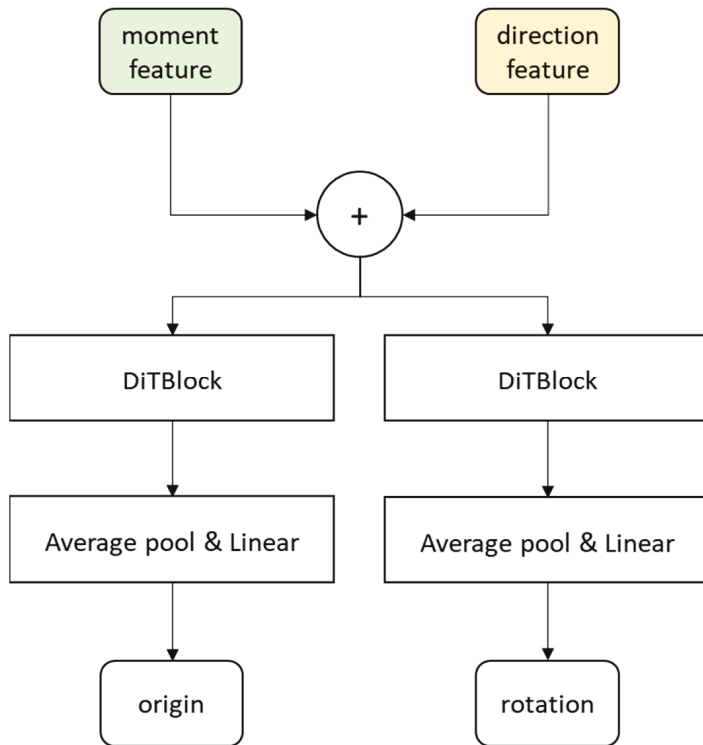 moment
feature
direction
feature
+
DiTBlock
DiTBlock
Average pool & Linear
Average pool & Linear
origin
rotation